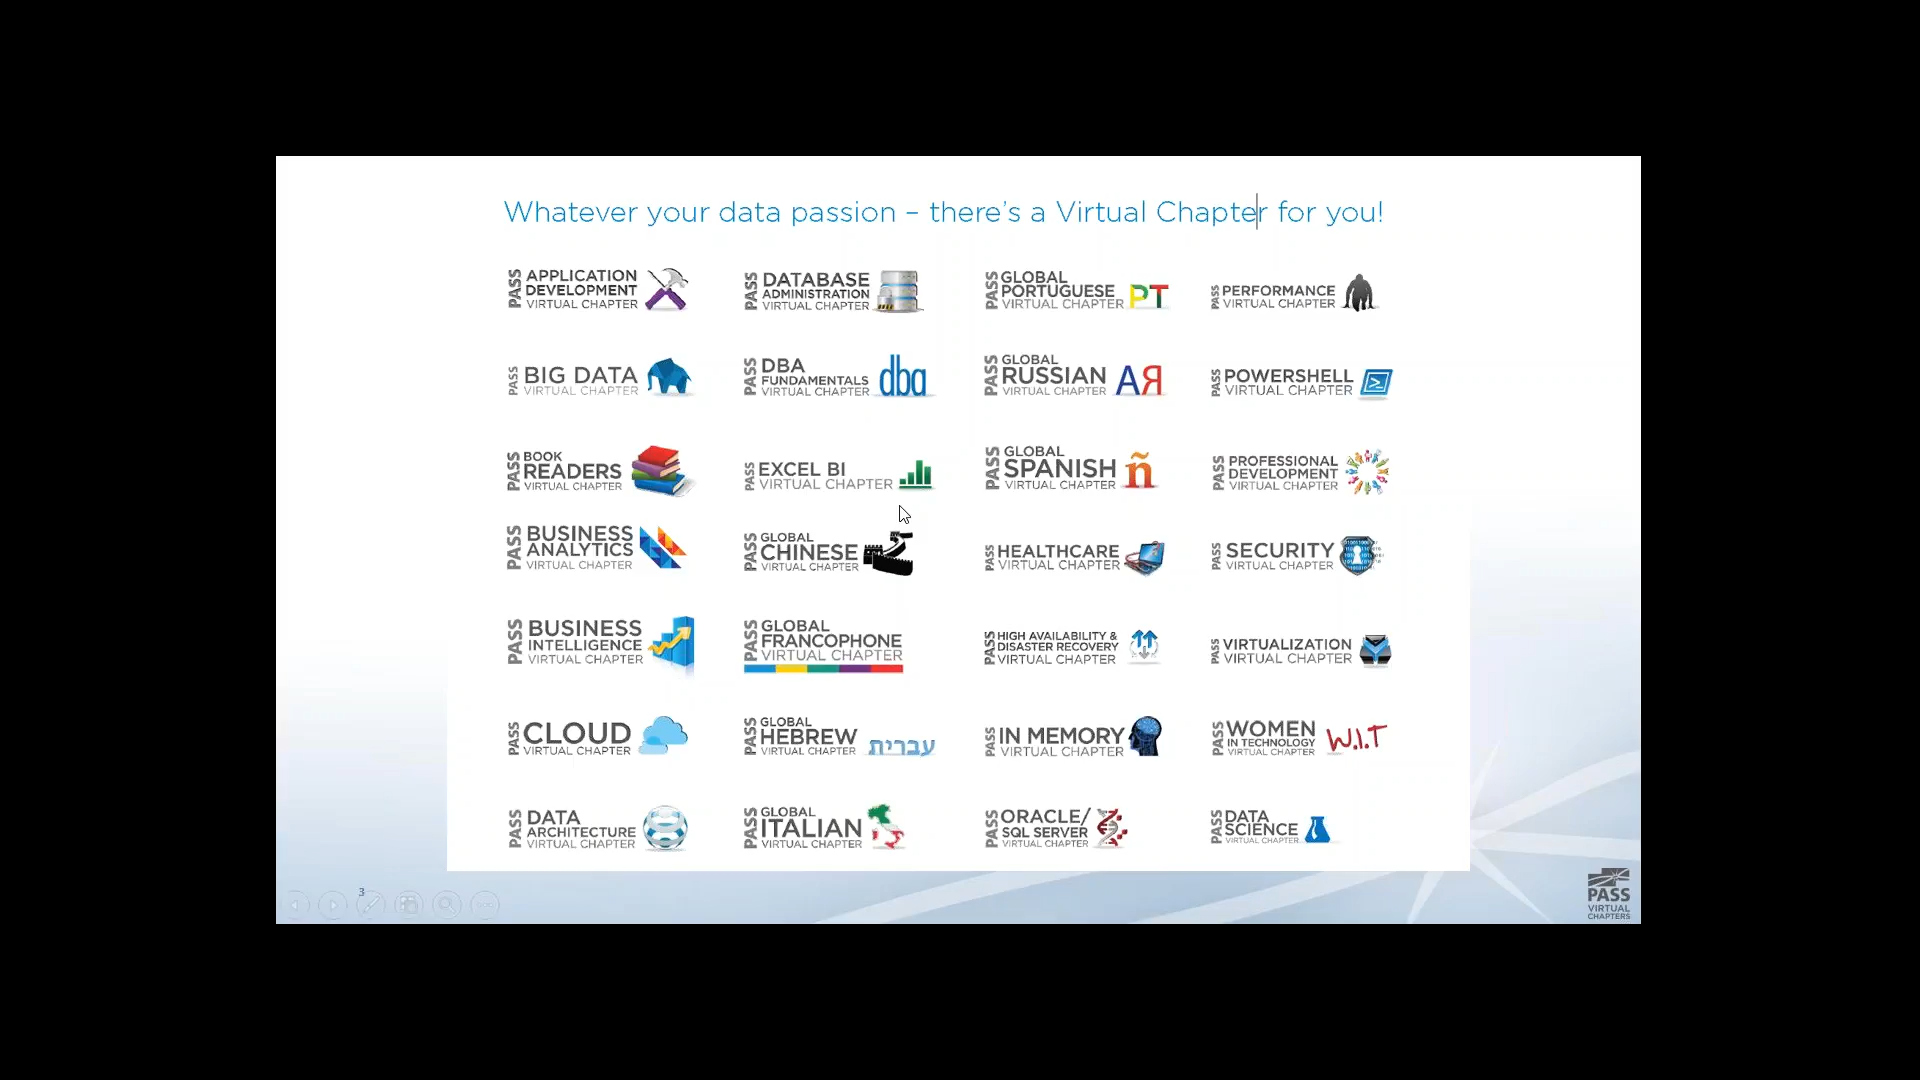 Whatever your data passion – there's a Virtual Chapter for you!
PASS APPLICATION DEVELOPMENT VIRTUAL CHAPTER
PASS DATABASE ADMINISTRATION VIRTUAL CHAPTER
PASS GLOBAL PORTUGUESE VIRTUAL CHAPTER PT
PASS PERFORMANCE VIRTUAL CHAPTER
PASS BIG DATA VIRTUAL CHAPTER
PASS DBA FUNDAMENTALS VIRTUAL CHAPTER dba
PASS GLOBAL RUSSIAN VIRTUAL CHAPTER АЯ
PASS POWERSHELL VIRTUAL CHAPTER
PASS BOOK READERS VIRTUAL CHAPTER
PASS EXCEL BI VIRTUAL CHAPTER
PASS GLOBAL SPANISH VIRTUAL CHAPTER ñ
PASS PROFESSIONAL DEVELOPMENT VIRTUAL CHAPTER
PASS BUSINESS ANALYTICS VIRTUAL CHAPTER
PASS GLOBAL CHINESE VIRTUAL CHAPTER
PASS HEALTHCARE VIRTUAL CHAPTER
PASS SECURITY VIRTUAL CHAPTER
PASS BUSINESS INTELLIGENCE VIRTUAL CHAPTER
PASS GLOBAL FRANCOPHONE VIRTUAL CHAPTER
PASS HIGH AVAILABILITY & DISASTER RECOVERY VIRTUAL CHAPTER
PASS VIRTUALIZATION VIRTUAL CHAPTER
PASS CLOUD VIRTUAL CHAPTER
PASS GLOBAL HEBREW VIRTUAL CHAPTER עברית
PASS IN MEMORY VIRTUAL CHAPTER
PASS WOMEN IN TECHNOLOGY VIRTUAL CHAPTER W.I.T
PASS DATA ARCHITECTURE VIRTUAL CHAPTER
PASS GLOBAL ITALIAN VIRTUAL CHAPTER
PASS ORACLE/ SQL SERVER VIRTUAL CHAPTER
PASS DATA SCIENCE VIRTUAL CHAPTER
3
PASS
VIRTUAL
CHAPTERS